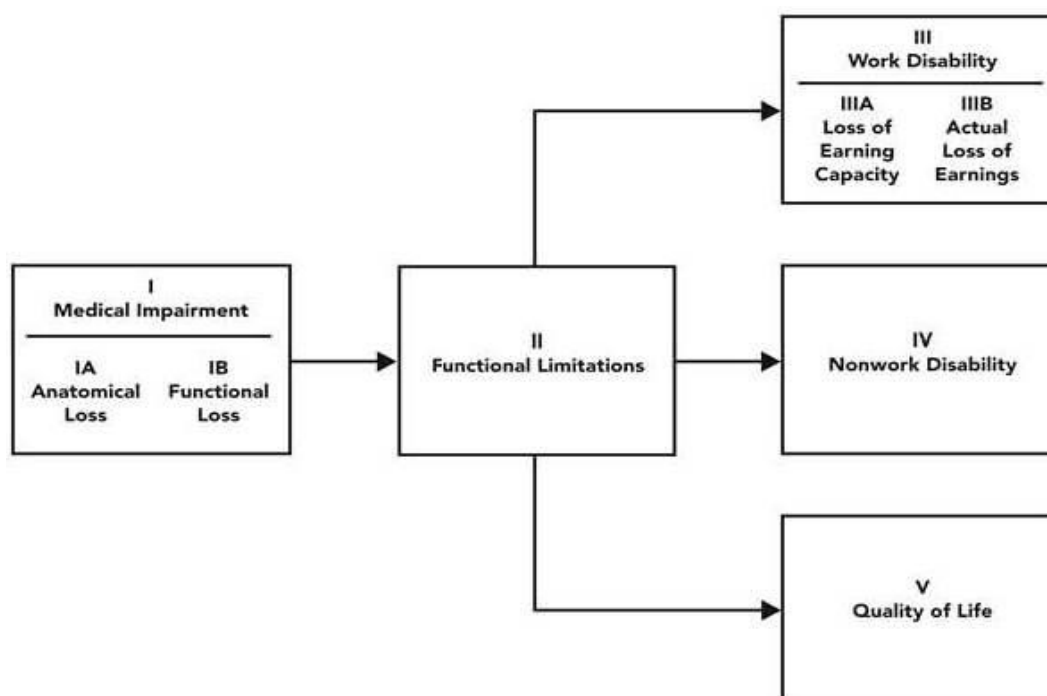 III
Work Disability
IIIA
Loss of
Earning
Capacity
IIIB
Actual
Loss of
Earnings
I
Medical Impairment
IA
Anatomical
Loss
IB
Functional
Loss
II
Functional Limitations
IV
Nonwork Disability
V
Quality of Life